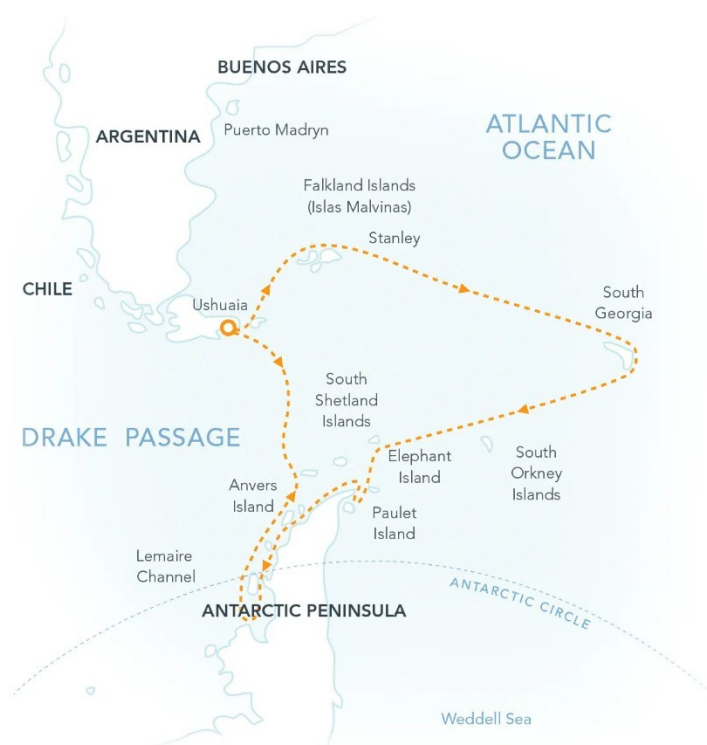 BUENOS AIRES
ARGENTINA
Puerto Madryn
ATLANTIC
OCEAN
Falkland Islands
(Islas Malvinas)
Stanley
CHILE
Ushuaia
South
Georgia
South
Shetland
Islands
DRAKE PASSAGE
Elephant
Island
South
Orkney
Islands
Anvers
Island
Paulet
Island
Lemaire
Channel
ANTARCTIC CIRCLE
ANTARCTIC PENINSULA
Weddell Sea